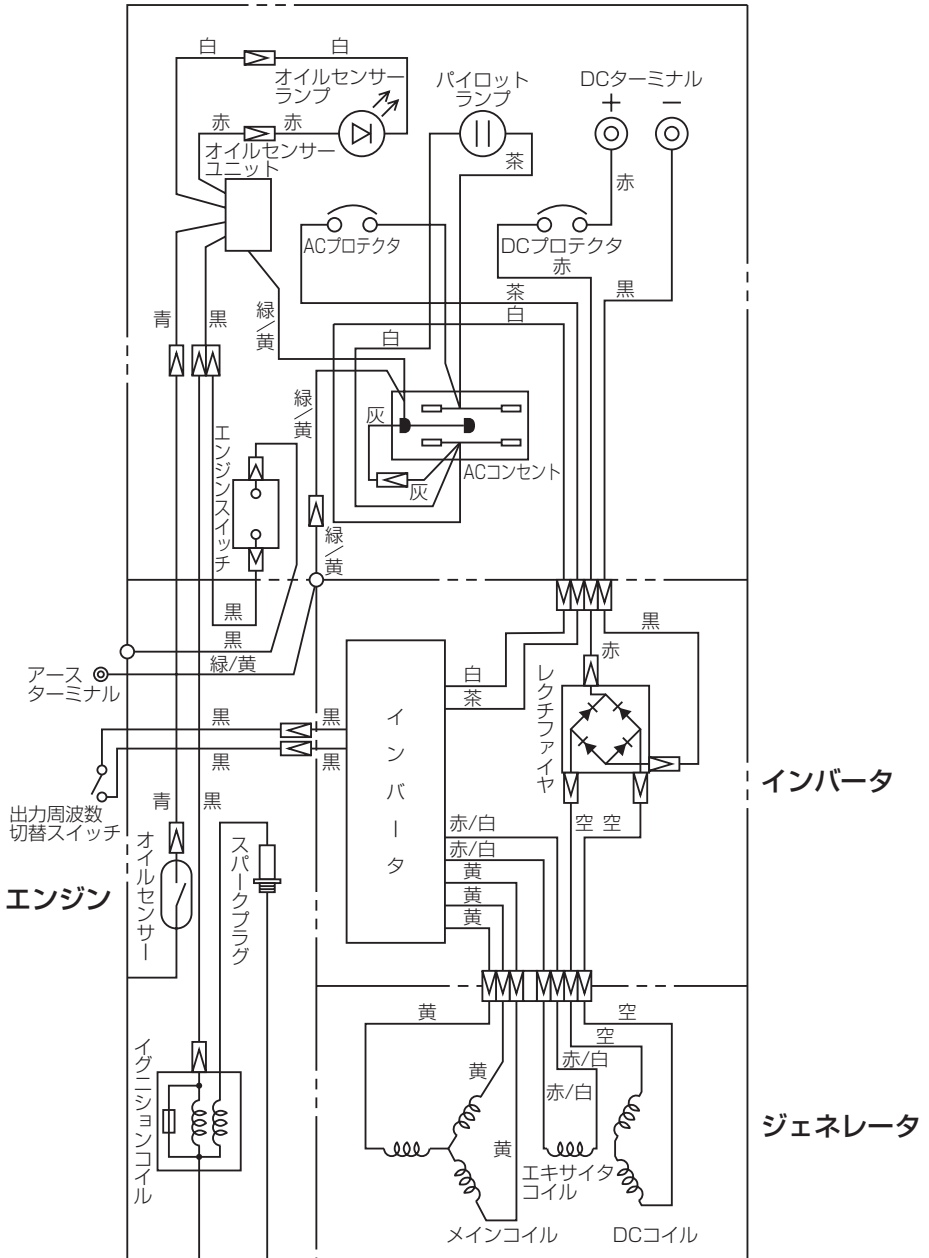 白
白
オイルセンサー
ランプ
パイロット
ランプ
DCターミナル
＋
－
赤
赤
オイルセンサー
ユニット
茶
赤
ACプロテクタ
DCプロテクタ
赤
茶
黒
白
青
黒
緑/黄
白
緑/黄
灰
エンジンスイッチ
ACコンセント
灰
緑/黄
黒
黒
黒
緑/黄
アース
ターミナル
白
茶
赤
レクチファイヤ
インバータ
黒
黒
黒
黒
出力周波数
切替スイッチ
青
黒
インバータ
赤/白
空
空
赤/白
黄
黄
黄
オイルセンサー
スパークプラグ
エンジン
黄
空
空
赤/白
黄
赤/白
黄
イグニションコイル
ジェネレータ
エキサイタ
コイル
メインコイル
DCコイル